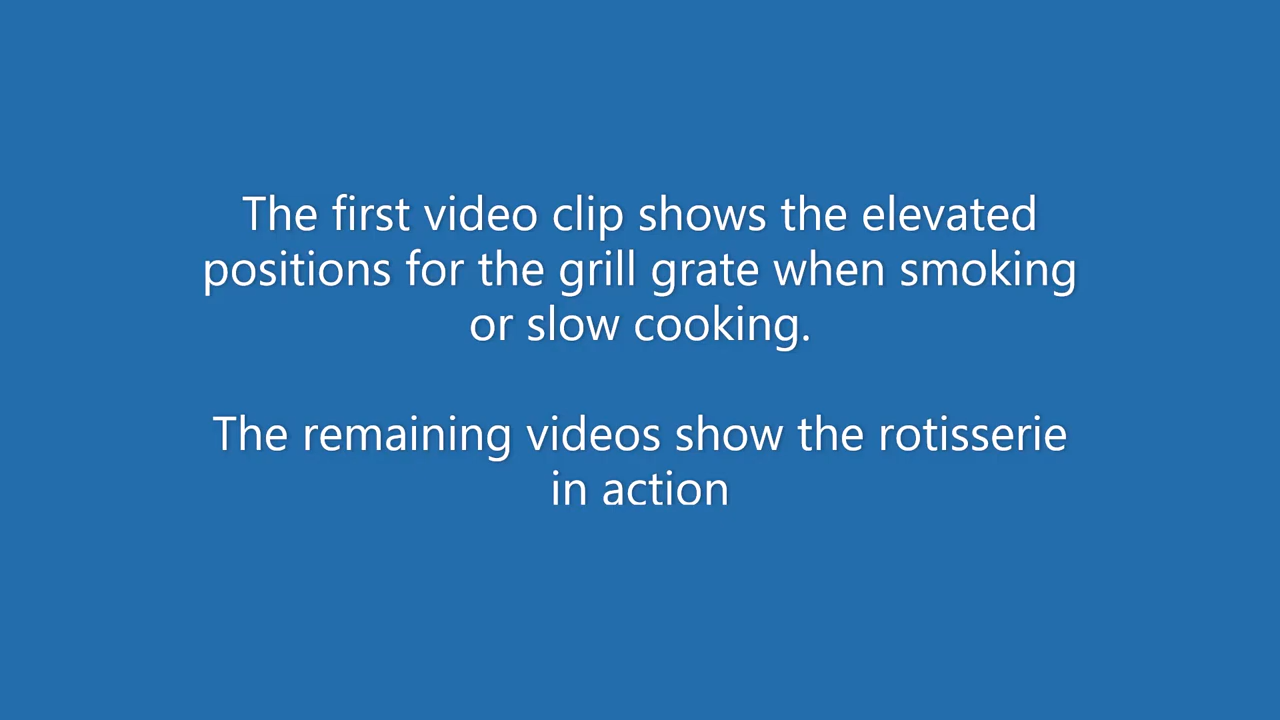 The first video clip shows the elevated
positions for the grill grate when smoking
or slow cooking.
The remaining videos show the rotisserie
in action